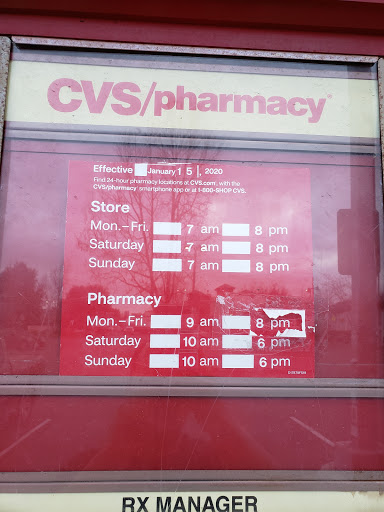 CVS/pharmacy
Effective January 15, 2020
Find 24-hour pharmacy locations at CVS.com, with the
CVS/pharmacy smartphone app or at 1-800-SHOP CVS.
Store
Mon.–Fri. 7 am 8 pm
Saturday 7 am 8 pm
Sunday 7 am 8 pm
Pharmacy
Mon.–Fri. 9 am 8 pm
Saturday 10 am 6 pm
Sunday 10 am 6 pm
RX MANAGER